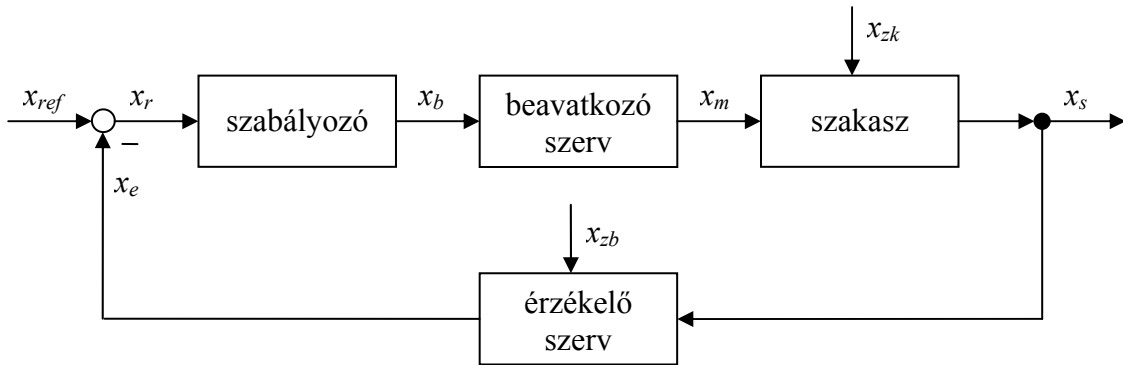 x_zk
x_ref
x_r
szabályozó
x_b
beavatkozó
szerv
x_m
szakasz
x_s
–
x_e
x_zb
érzékelő
szerv